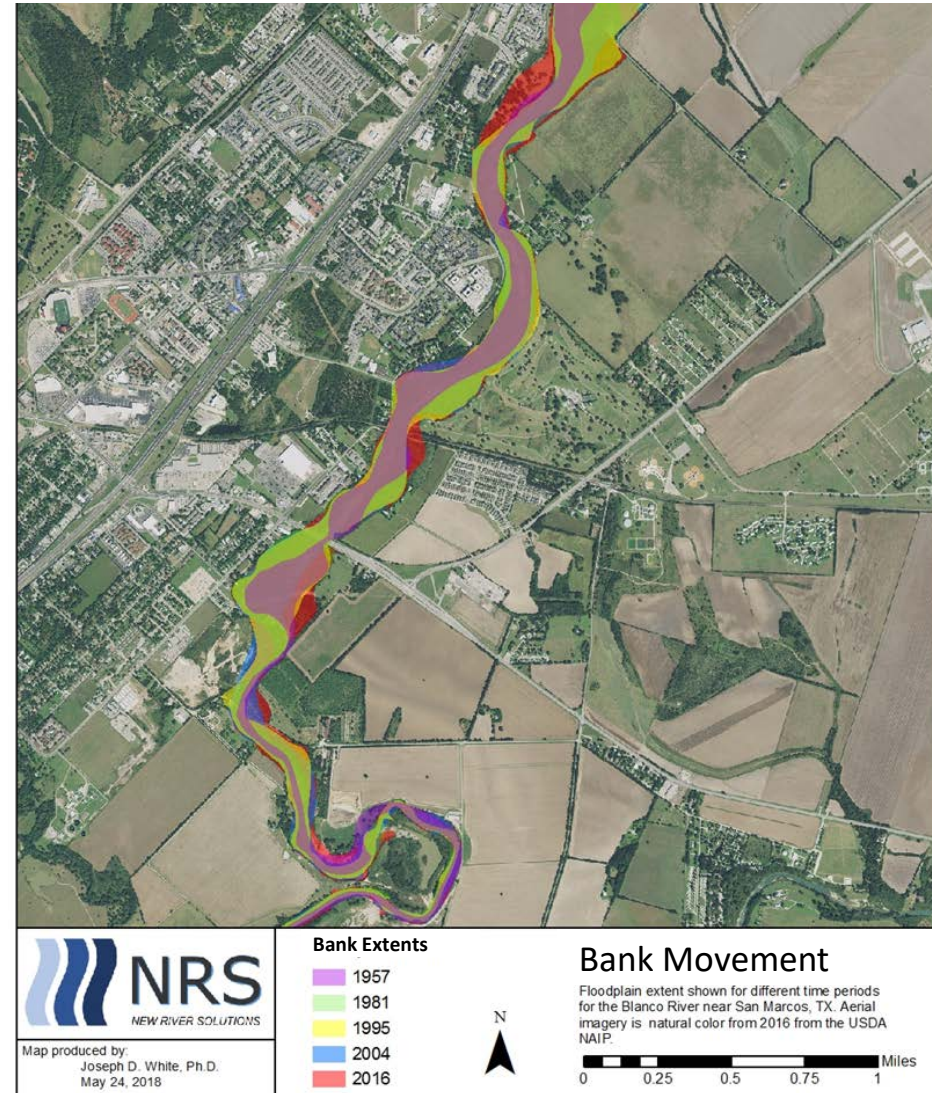 NRS
NEW RIVER SOLUTIONS
Map produced by:
Joseph D. White, Ph.D.
May 24, 2018
Bank Extents
1957
1981
1995
2004
2016
N
Bank Movement
Floodplain extent shown for different time periods
for the Blanco River near San Marcos, TX. Aerial
imagery is natural color from 2016 from the USDA
NAIP.
Miles
0 0.25 0.5 0.75 1